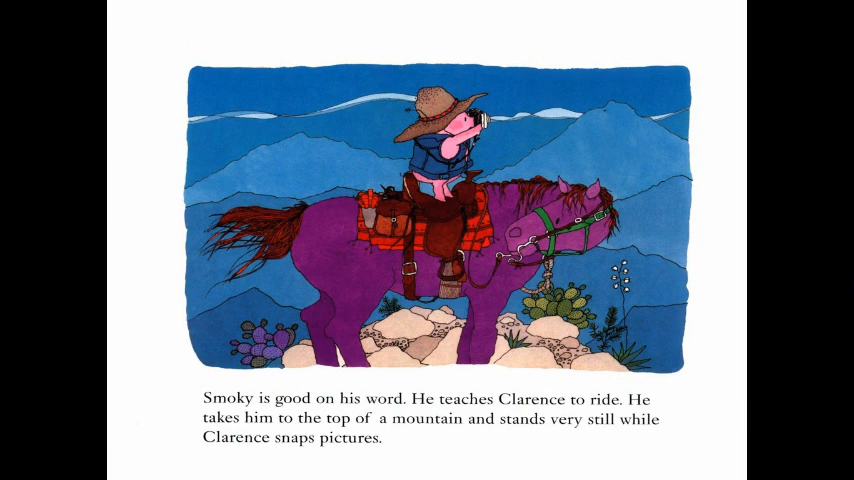 Smoky is good on his word. He teaches Clarence to ride. He
takes him to the top of a mountain and stands very still while
Clarence snaps pictures.